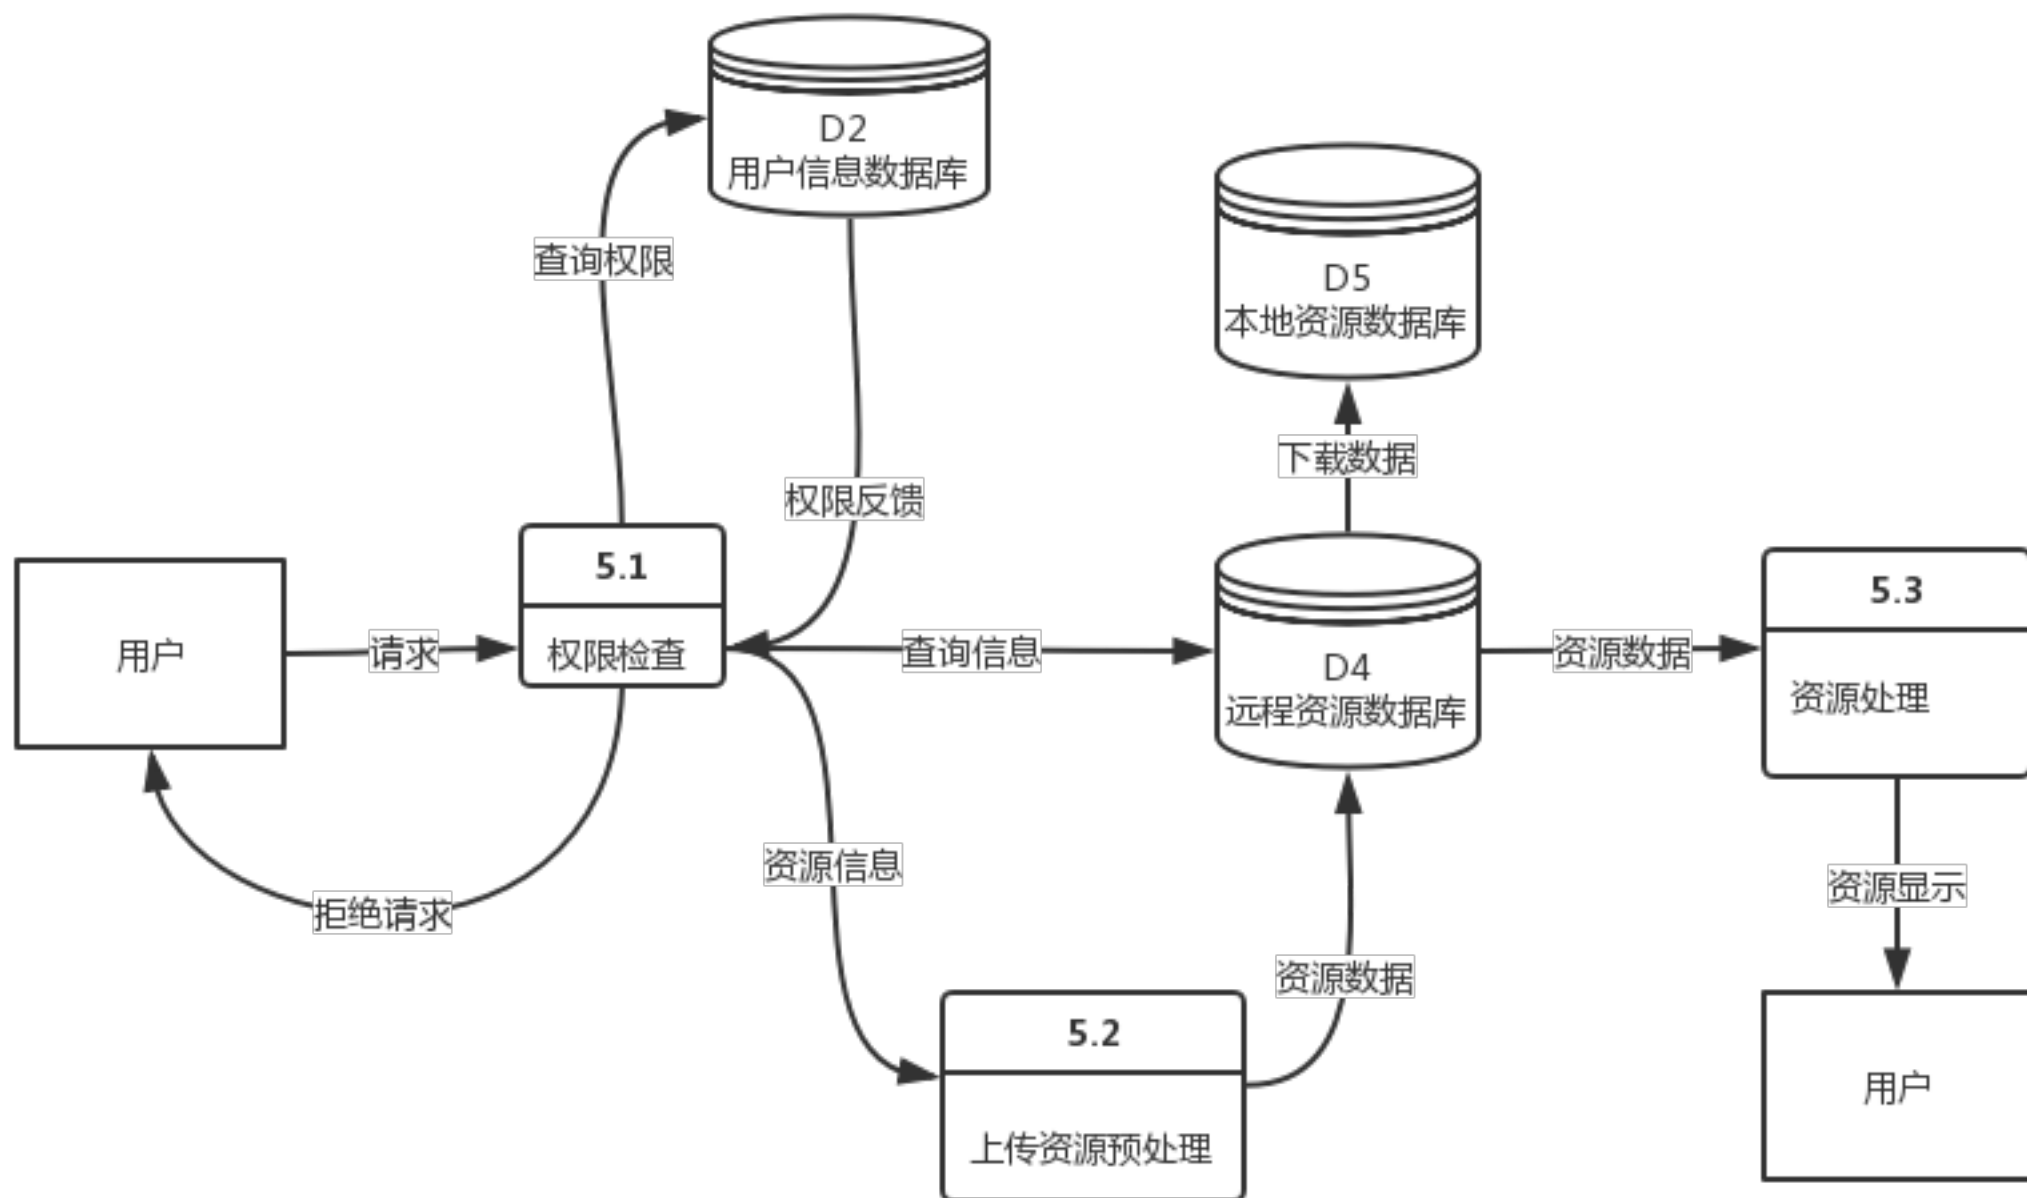 D2
用户信息数据库
D5
本地资源数据库
查询权限
下载数据
权限反馈
5.1
权限检查
用户
请求
查询信息
D4
远程资源数据库
资源数据
5.3
资源处理
资源信息
拒绝请求
资源显示
资源数据
5.2
上传资源预处理
用户